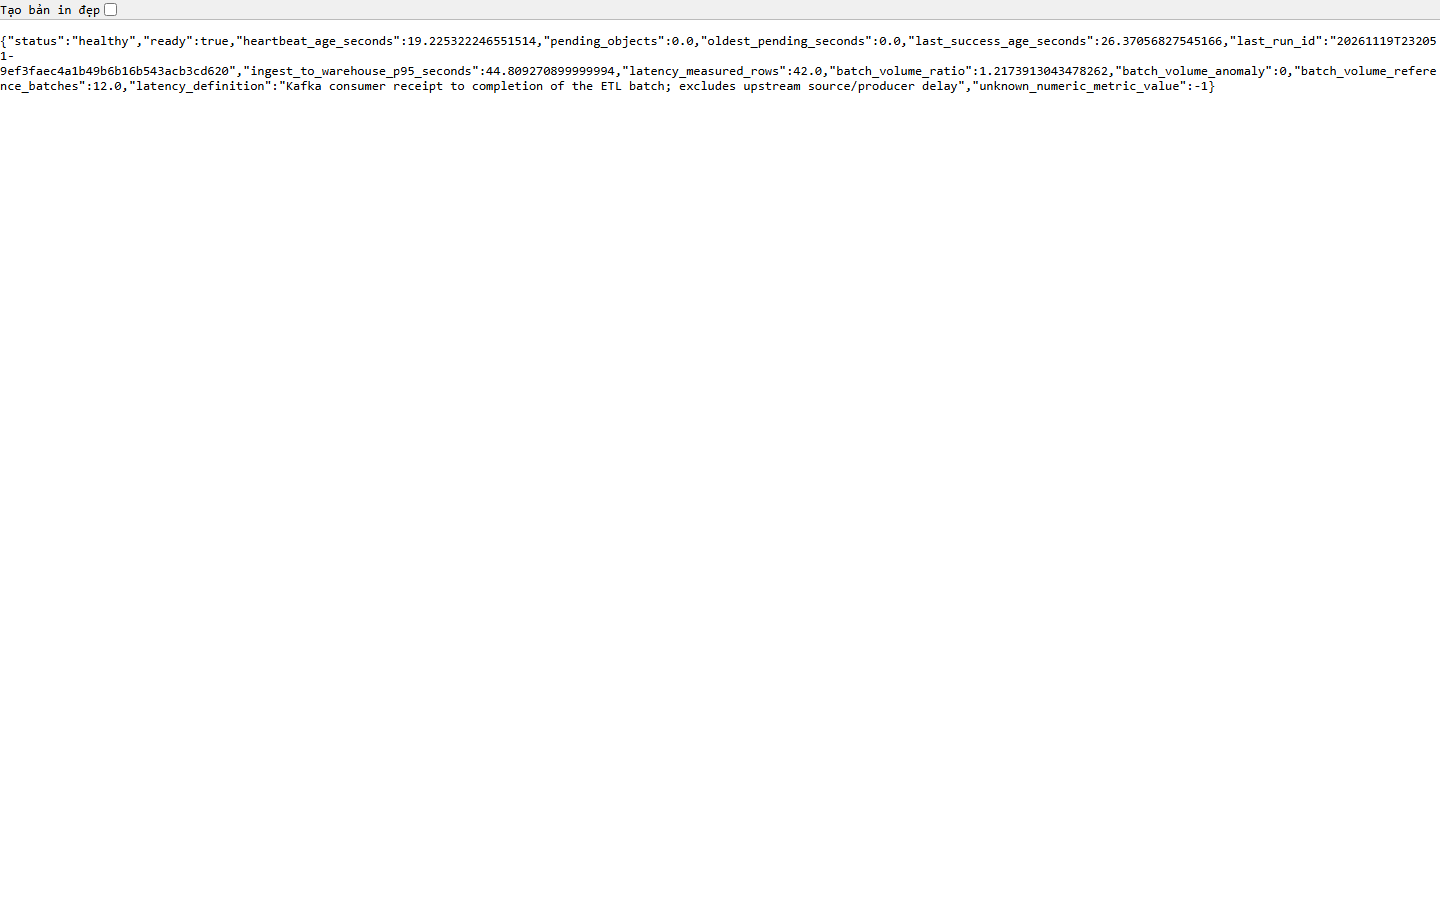 Tạo bản in đẹp
{"status":"healthy","ready":true,"heartbeat_age_seconds":19.225322246551514,"pending_objects":0.0,"oldest_pending_seconds":0.0,"last_success_age_seconds":26.37056827545166,"last_run_id":"20261119T232051-
9ef3faec4a1b49b6b16b543acb3cd620","ingest_to_warehouse_p95_seconds":44.809270899999994,"latency_measured_rows":42.0,"batch_volume_ratio":1.2173913043478262,"batch_volume_anomaly":0,"batch_volume_refere
nce_batches":12.0,"latency_definition":"Kafka consumer receipt to completion of the ETL batch; excludes upstream source/producer delay","unknown_numeric_metric_value":-1}